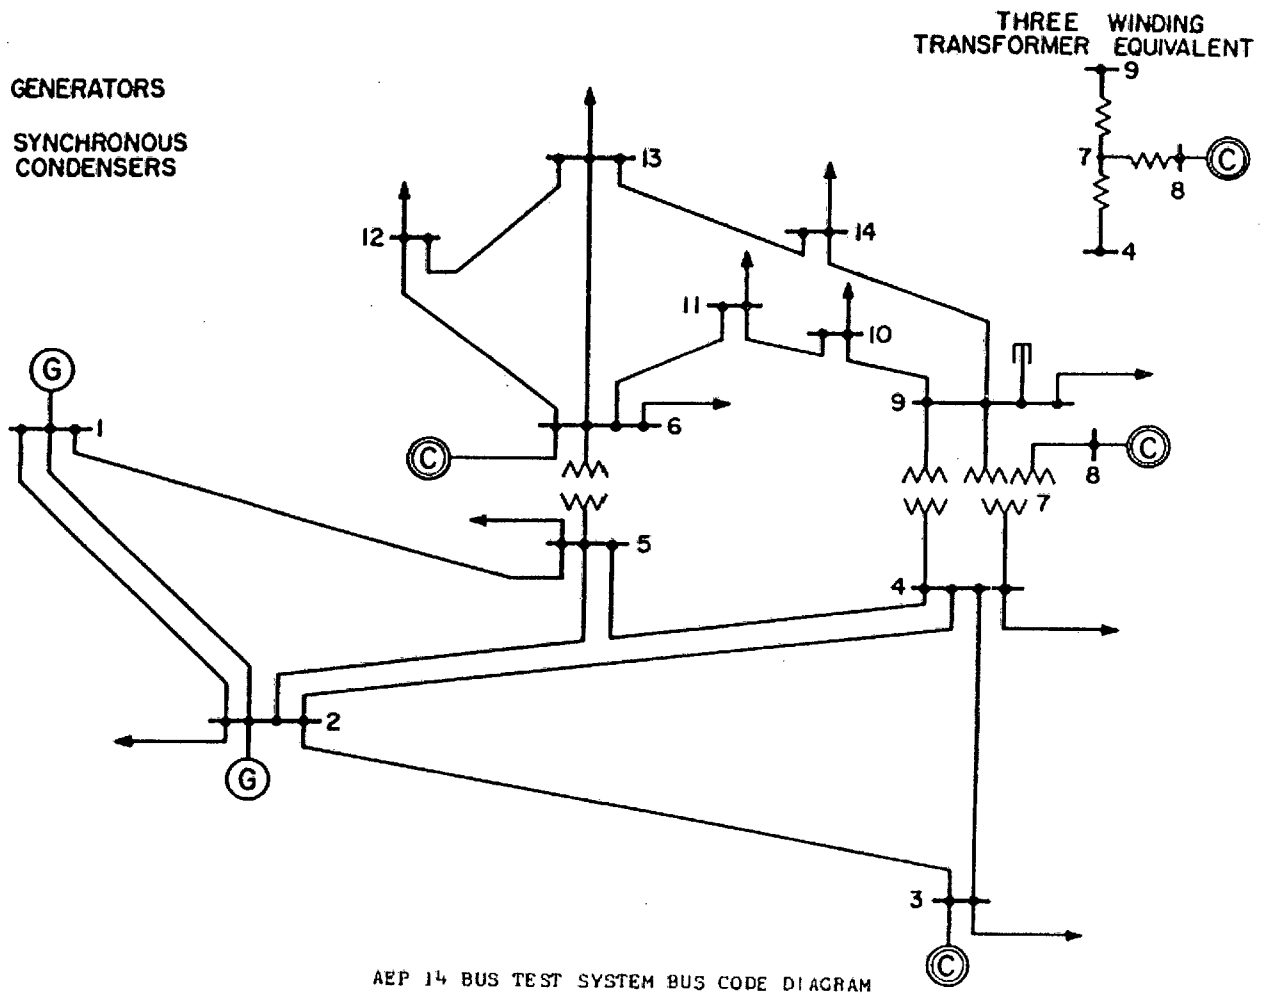 THREE WINDING
TRANSFORMER EQUIVALENT
9
7
C
8
4
GENERATORS
SYNCHRONOUS
CONDENSERS
13
12
14
11
10
G
1
9
6
C
C
8
7
5
4
2
G
3
C
AEP 14 BUS TEST SYSTEM BUS CODE DIAGRAM